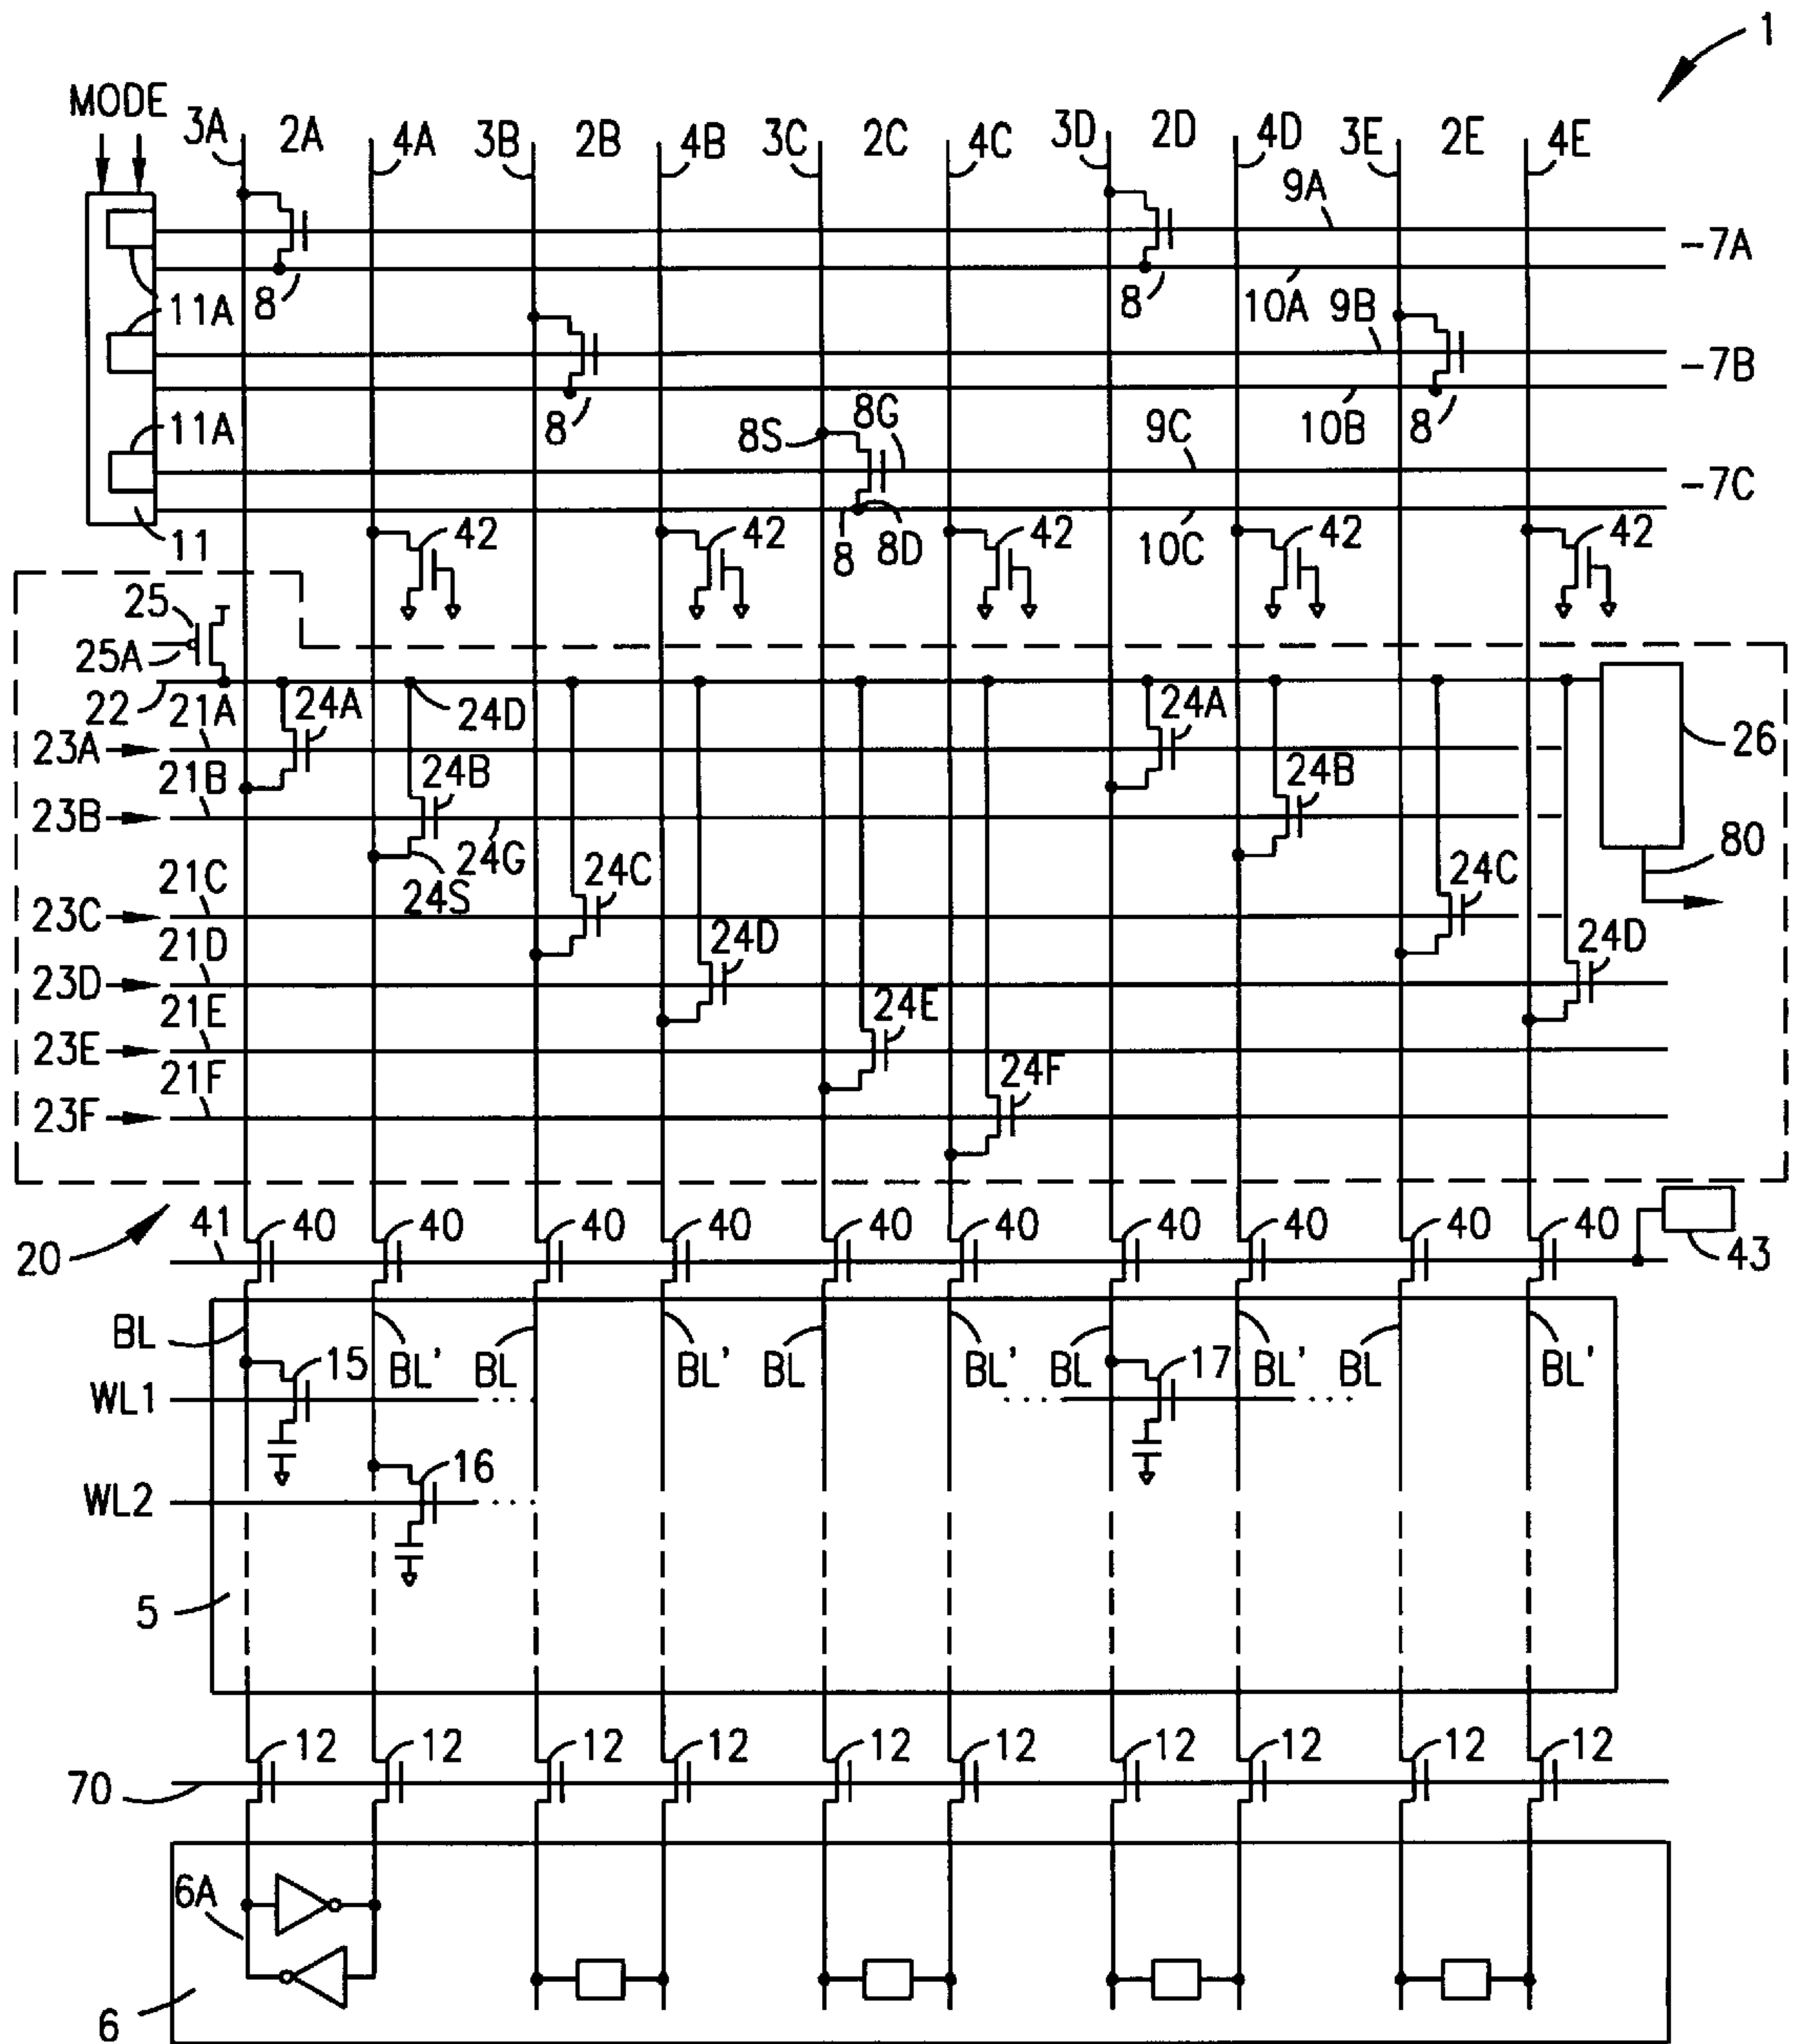 1
MODE
3A 2A 4A 3B 2B 4B 3C 2C 4C 3D 2D 4D 3E 2E 4E
9A
-7A
11A 8 8 10A 9B
-7B
11A 8 8S 8G 9C 10B 8
-7C
11 42 42 8 8D 42 10C 42 42
25
25A
22 21A 24A 24D 24A
23A 26
21B 24B 24B
23B 80
24G
21C 24S 24C 24C
23C
21D 24D 24D
23D
21E 24E
23E
21F 24F
23F
20 41 40 40 40 40 40 40 40 40 40 40 43
BL BL' BL BL' BL BL' BL BL' BL BL'
15 17
WL1
16
WL2
5
12 12 12 12 12 12 12 12 12 12
70
6A
6